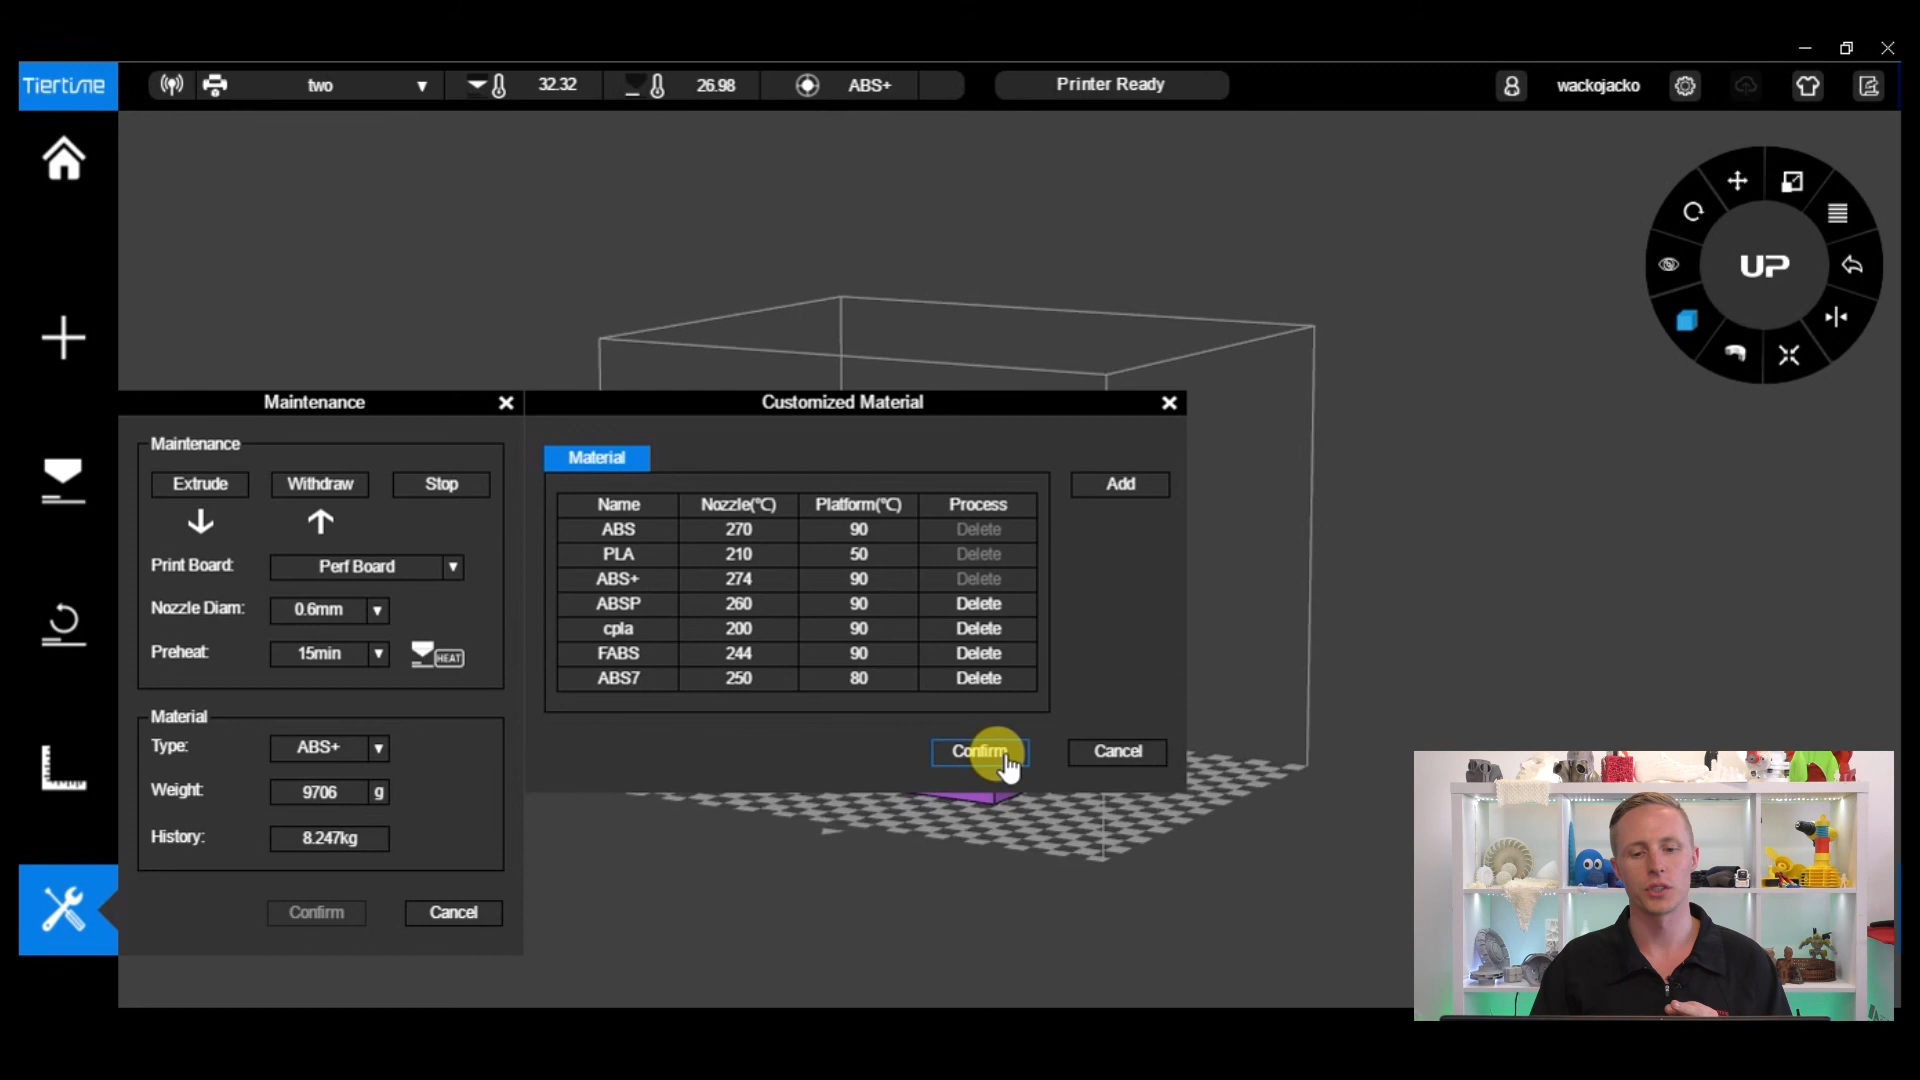 Tiertime two 32.32 26.98 ABS+ Printer Ready wackojacko
UP
Maintenance
Maintenance
Extrude Withdraw Stop
Print Board: Perf Board
Nozzle Diam: 0.6mm
Preheat: 15min HEAT
Material
Type: ABS+
Weight: 9706 g
History: 8.247kg
Confirm Cancel
Customized Material
Material
Add
Name Nozzle(℃) Platform(℃) Process
ABS 270 90 Delete
PLA 210 50 Delete
ABS+ 274 90 Delete
ABSP 260 90 Delete
cpla 200 90 Delete
FABS 244 90 Delete
ABS7 250 80 Delete
Confirm Cancel